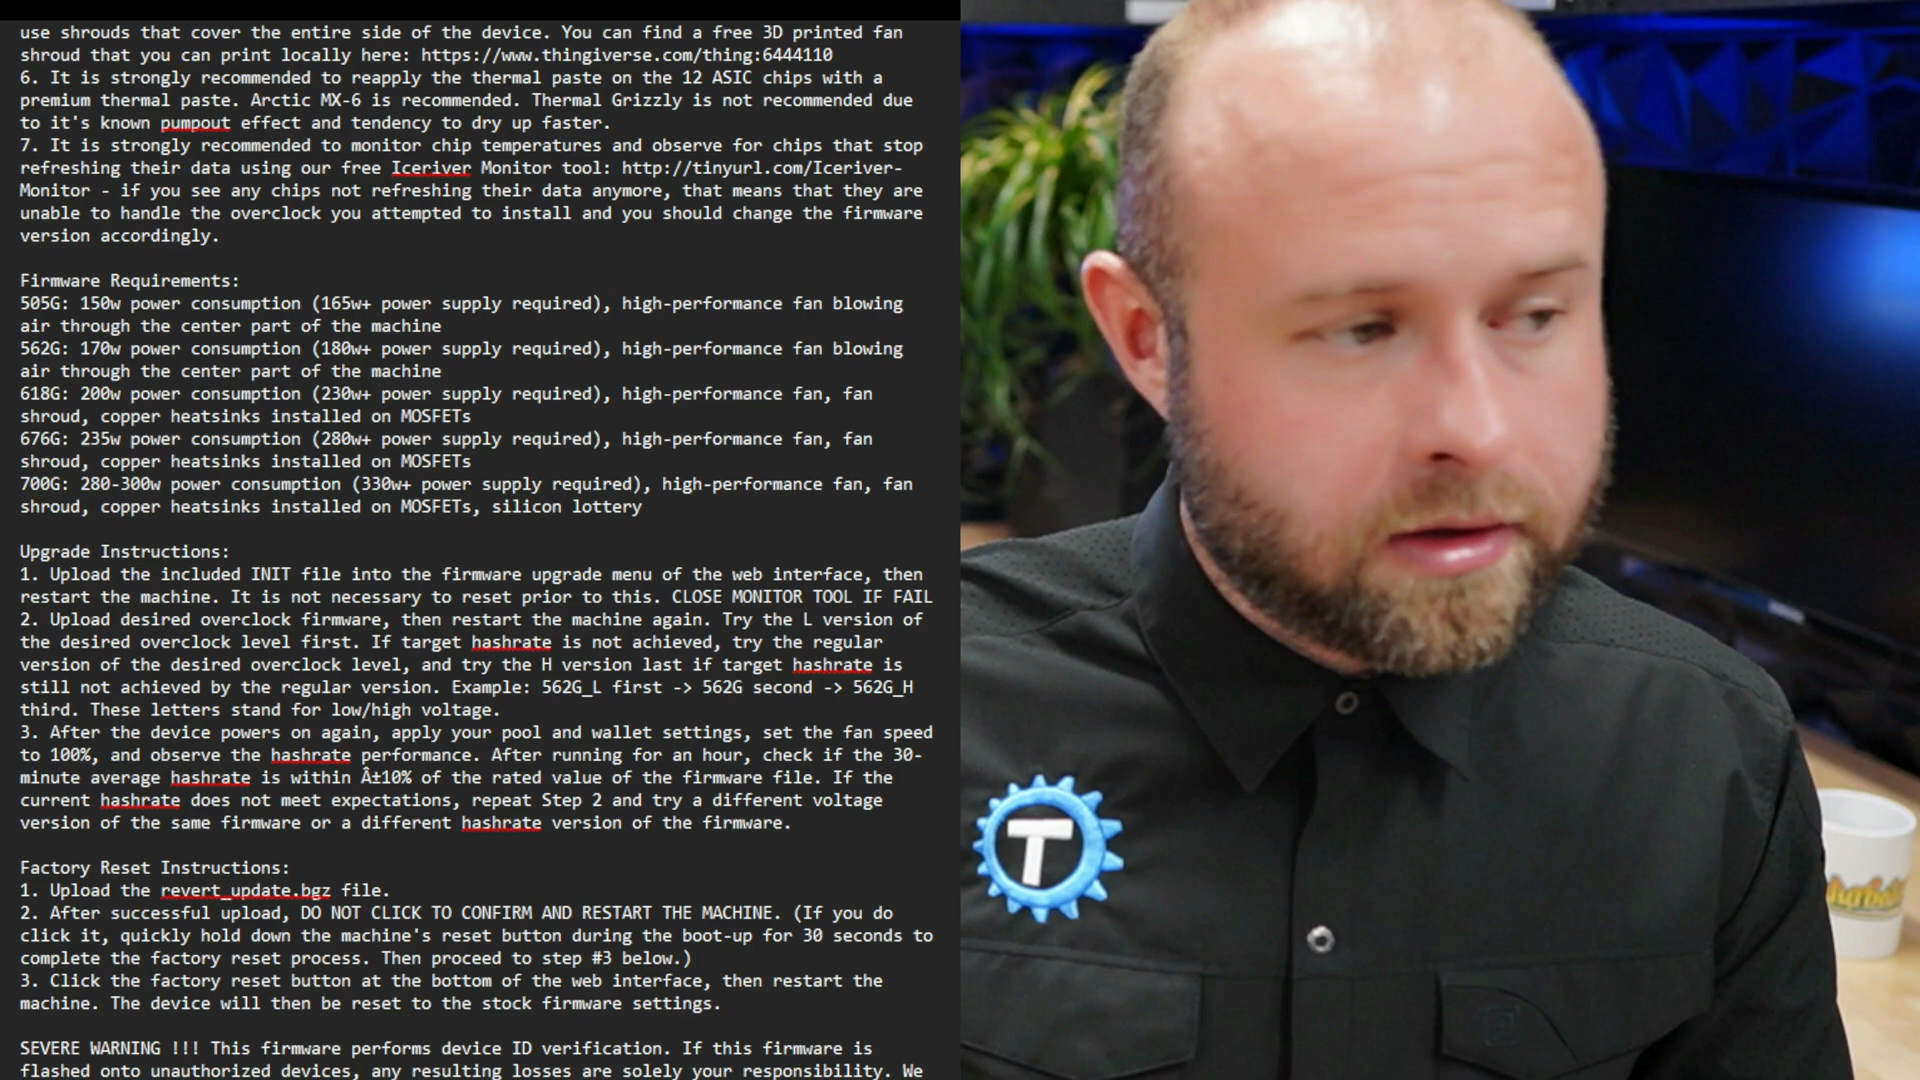 use shrouds that cover the entire side of the device. You can find a free 3D printed fan
shroud that you can print locally here: https://www.thingiverse.com/thing:6444110
6. It is strongly recommended to reapply the thermal paste on the 12 ASIC chips with a
premium thermal paste. Arctic MX-6 is recommended. Thermal Grizzly is not recommended due
to it's known pumpout effect and tendency to dry up faster.
7. It is strongly recommended to monitor chip temperatures and observe for chips that stop
refreshing their data using our free Iceriver Monitor tool: http://tinyurl.com/Iceriver-
Monitor - if you see any chips not refreshing their data anymore, that means that they are
unable to handle the overclock you attempted to install and you should change the firmware
version accordingly.
Firmware Requirements:
505G: 150w power consumption (165w+ power supply required), high-performance fan blowing
air through the center part of the machine
562G: 170w power consumption (180w+ power supply required), high-performance fan blowing
air through the center part of the machine
618G: 200w power consumption (230w+ power supply required), high-performance fan, fan
shroud, copper heatsinks installed on MOSFETs
676G: 235w power consumption (280w+ power supply required), high-performance fan, fan
shroud, copper heatsinks installed on MOSFETs
700G: 280-300w power consumption (330w+ power supply required), high-performance fan, fan
shroud, copper heatsinks installed on MOSFETs, silicon lottery
Upgrade Instructions:
1. Upload the included INIT file into the firmware upgrade menu of the web interface, then
restart the machine. It is not necessary to reset prior to this. CLOSE MONITOR TOOL IF FAIL
2. Upload desired overclock firmware, then restart the machine again. Try the L version of
the desired overclock level first. If target hashrate is not achieved, try the regular
version of the desired overclock level, and try the H version last if target hashrate is
still not achieved by the regular version. Example: 562G_L first -> 562G second -> 562G_H
third. These letters stand for low/high voltage.
3. After the device powers on again, apply your pool and wallet settings, set the fan speed
to 100%, and observe the hashrate performance. After running for an hour, check if the 30-
minute average hashrate is within Â±10% of the rated value of the firmware file. If the
current hashrate does not meet expectations, repeat Step 2 and try a different voltage
version of the same firmware or a different hashrate version of the firmware.
Factory Reset Instructions:
1. Upload the revert_update.bgz file.
2. After successful upload, DO NOT CLICK TO CONFIRM AND RESTART THE MACHINE. (If you do
click it, quickly hold down the machine's reset button during the boot-up for 30 seconds to
complete the factory reset process. Then proceed to step #3 below.)
3. Click the factory reset button at the bottom of the web interface, then restart the
machine. The device will then be reset to the stock firmware settings.
SEVERE WARNING !!! This firmware performs device ID verification. If this firmware is
flashed onto unauthorized devices, any resulting losses are solely your responsibility. We
T